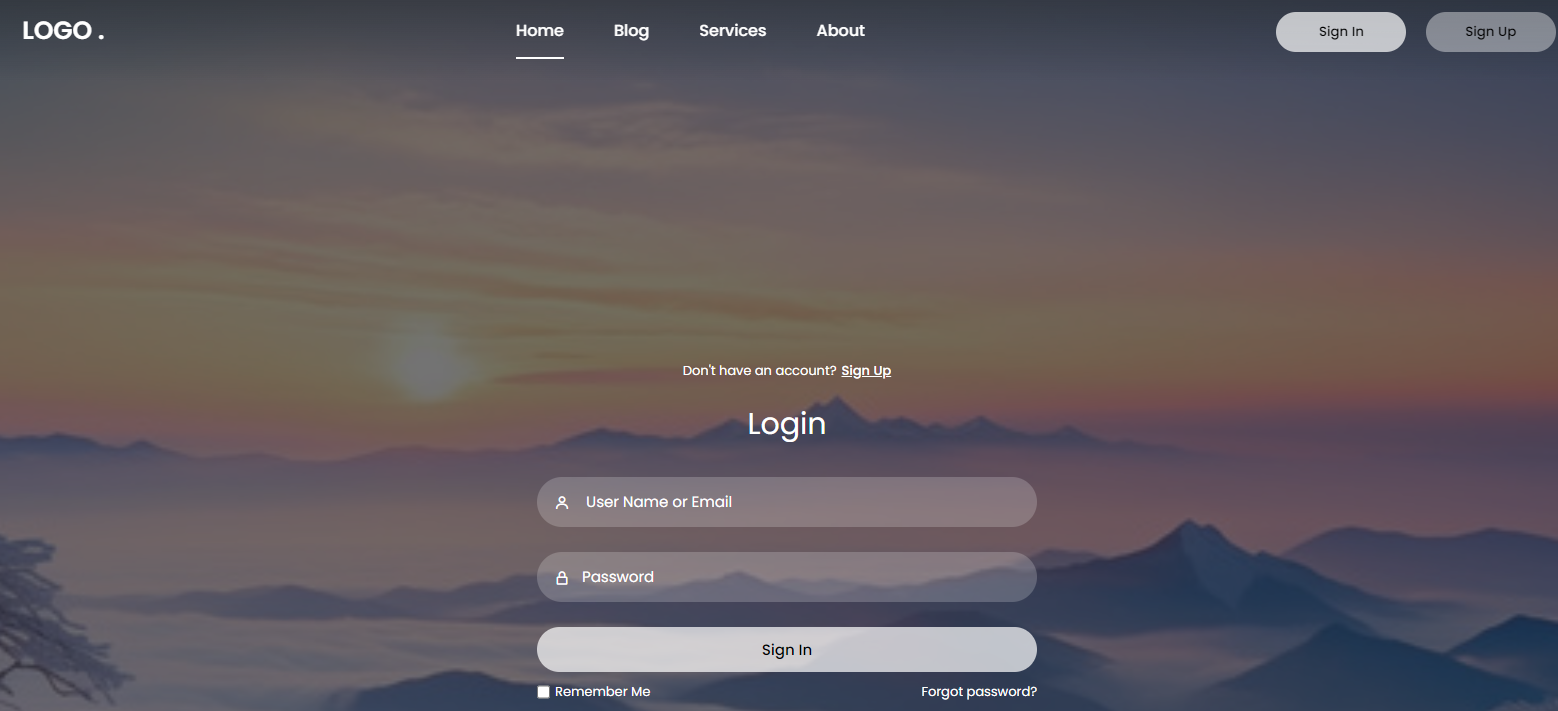 LOGO .
Home Blog Services About
Sign In Sign Up
Don't have an account? Sign Up
Login
User Name or Email
Password
Sign In
Remember Me Forgot password?